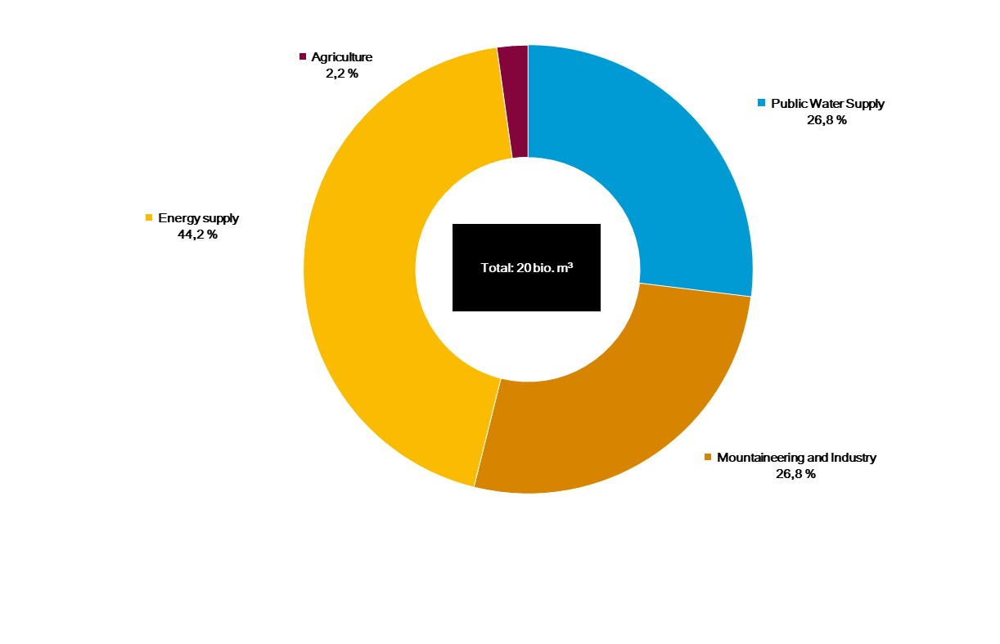 Agriculture
2,2 %
Public Water Supply
26,8 %
Energy supply
44,2 %
Total: 20 bio. m³
Mountaineering and Industry
26,8 %